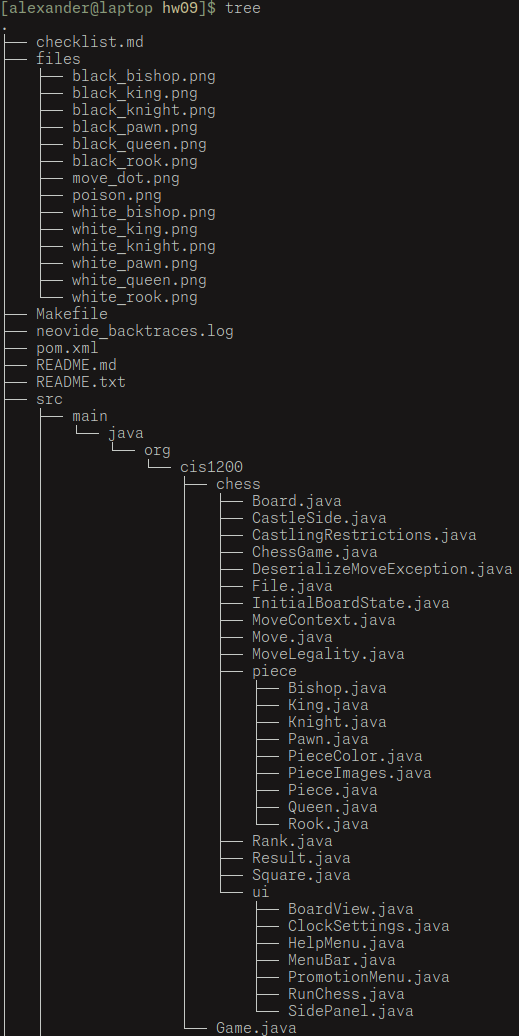 [alexander@laptop hw09]$ tree
.
├── checklist.md
├── files
│   ├── black_bishop.png
│   ├── black_king.png
│   ├── black_knight.png
│   ├── black_pawn.png
│   ├── black_queen.png
│   ├── black_rook.png
│   ├── move_dot.png
│   ├── poison.png
│   ├── white_bishop.png
│   ├── white_king.png
│   ├── white_knight.png
│   ├── white_pawn.png
│   ├── white_queen.png
│   └── white_rook.png
├── Makefile
├── neovide_backtraces.log
├── pom.xml
├── README.md
├── README.txt
├── src
│   ├── main
│   │   └── java
│   │       └── org
│   │           └── cis1200
│   │               ├── chess
│   │               │   ├── Board.java
│   │               │   ├── CastleSide.java
│   │               │   ├── CastlingRestrictions.java
│   │               │   ├── ChessGame.java
│   │               │   ├── DeserializeMoveException.java
│   │               │   ├── File.java
│   │               │   ├── InitialBoardState.java
│   │               │   ├── MoveContext.java
│   │               │   ├── Move.java
│   │               │   ├── MoveLegality.java
│   │               │   ├── piece
│   │               │   │   ├── Bishop.java
│   │               │   │   ├── King.java
│   │               │   │   ├── Knight.java
│   │               │   │   ├── Pawn.java
│   │               │   │   ├── PieceColor.java
│   │               │   │   ├── PieceImages.java
│   │               │   │   ├── Piece.java
│   │               │   │   ├── Queen.java
│   │               │   │   └── Rook.java
│   │               │   ├── Rank.java
│   │               │   ├── Result.java
│   │               │   ├── Square.java
│   │               │   └── ui
│   │               │       ├── BoardView.java
│   │               │       ├── ClockSettings.java
│   │               │       ├── HelpMenu.java
│   │               │       ├── MenuBar.java
│   │               │       ├── PromotionMenu.java
│   │               │       ├── RunChess.java
│   │               │       └── SidePanel.java
│   │               └── Game.java